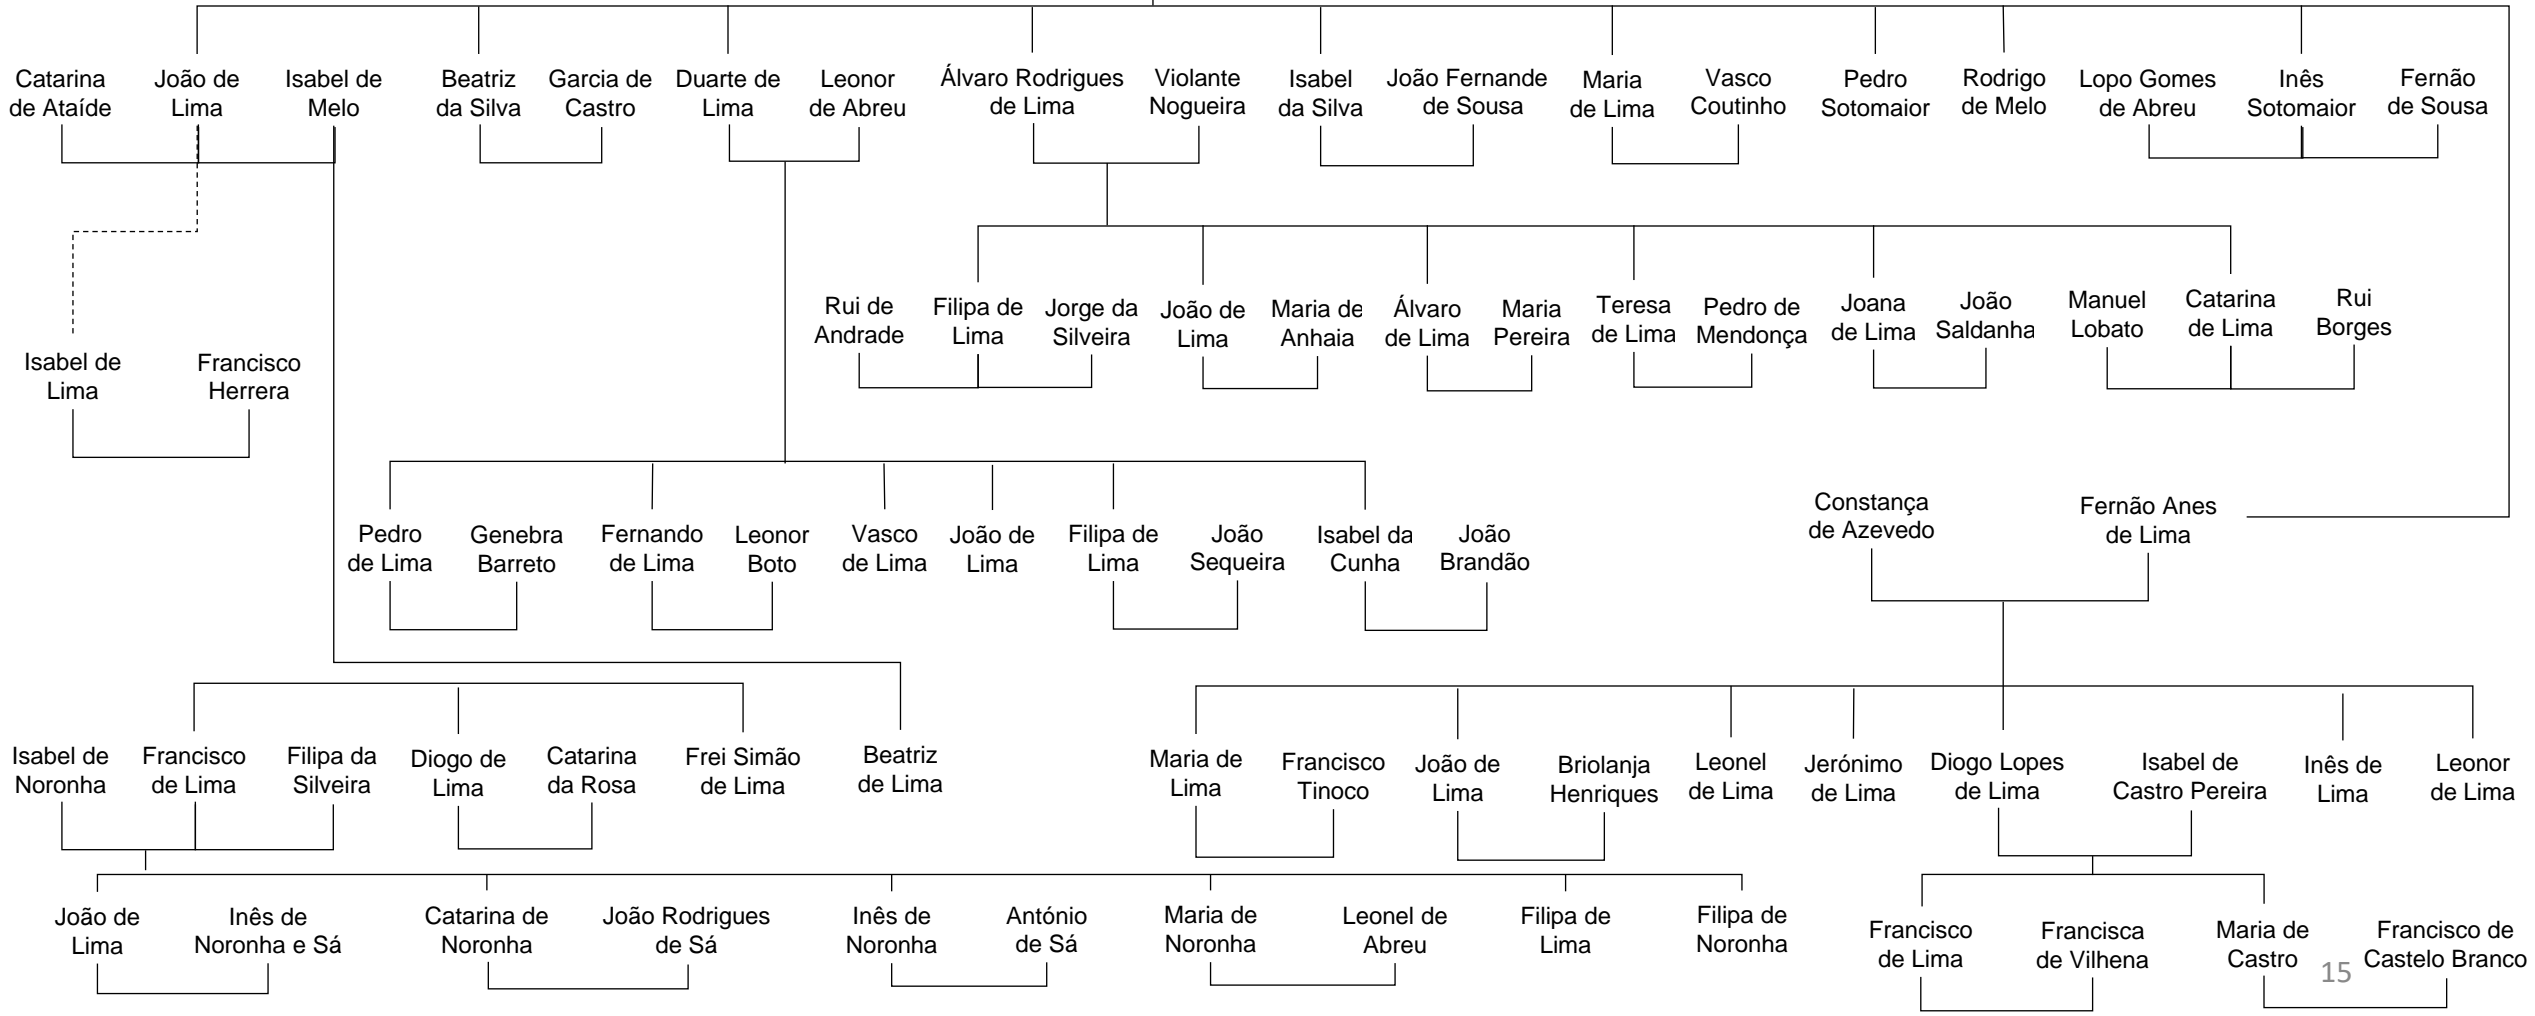 Catarina
de Ataíde
João de
Lima
Isabel de
Melo
Beatriz
da Silva
Garcia de
Castro
Duarte de
Lima
Leonor
de Abreu
Álvaro Rodrigues
de Lima
Violante
Nogueira
Isabel
da Silva
João Fernande
de Sousa
Maria
de Lima
Vasco
Coutinho
Pedro
Sotomaior
Rodrigo
de Melo
Lopo Gomes
de Abreu
Inês
Sotomaior
Fernão
de Sousa
Rui de
Andrade
Filipa de
Lima
Jorge da
Silveira
João de
Lima
Maria de
Anhaia
Álvaro
de Lima
Maria
Pereira
Teresa
de Lima
Pedro de
Mendonça
Joana
de Lima
João
Saldanha
Manuel
Lobato
Catarina
de Lima
Rui
Borges
Isabel de
Lima
Francisco
Herrera
Pedro
de Lima
Genebra
Barreto
Fernando
de Lima
Leonor
Boto
Vasco
de Lima
João de
Lima
Filipa de
Lima
João
Sequeira
Isabel da
Cunha
João
Brandão
Constança
de Azevedo
Fernão Anes
de Lima
Isabel de
Noronha
Francisco
de Lima
Filipa da
Silveira
Diogo de
Lima
Catarina
da Rosa
Frei Simão
de Lima
Beatriz
de Lima
Maria de
Lima
Francisco
Tinoco
João de
Lima
Briolanja
Henriques
Leonel
de Lima
Jerónimo
de Lima
Diogo Lopes
de Lima
Isabel de
Castro Pereira
Inês de
Lima
Leonor
de Lima
João de
Lima
Inês de
Noronha e Sá
Catarina de
Noronha
João Rodrigues
de Sá
Inês de
Noronha
António
de Sá
Maria de
Noronha
Leonel de
Abreu
Filipa de
Lima
Filipa de
Noronha
Francisco
de Lima
Francisca
de Vilhena
Maria de
Castro
Francisco de
Castelo Branco
15